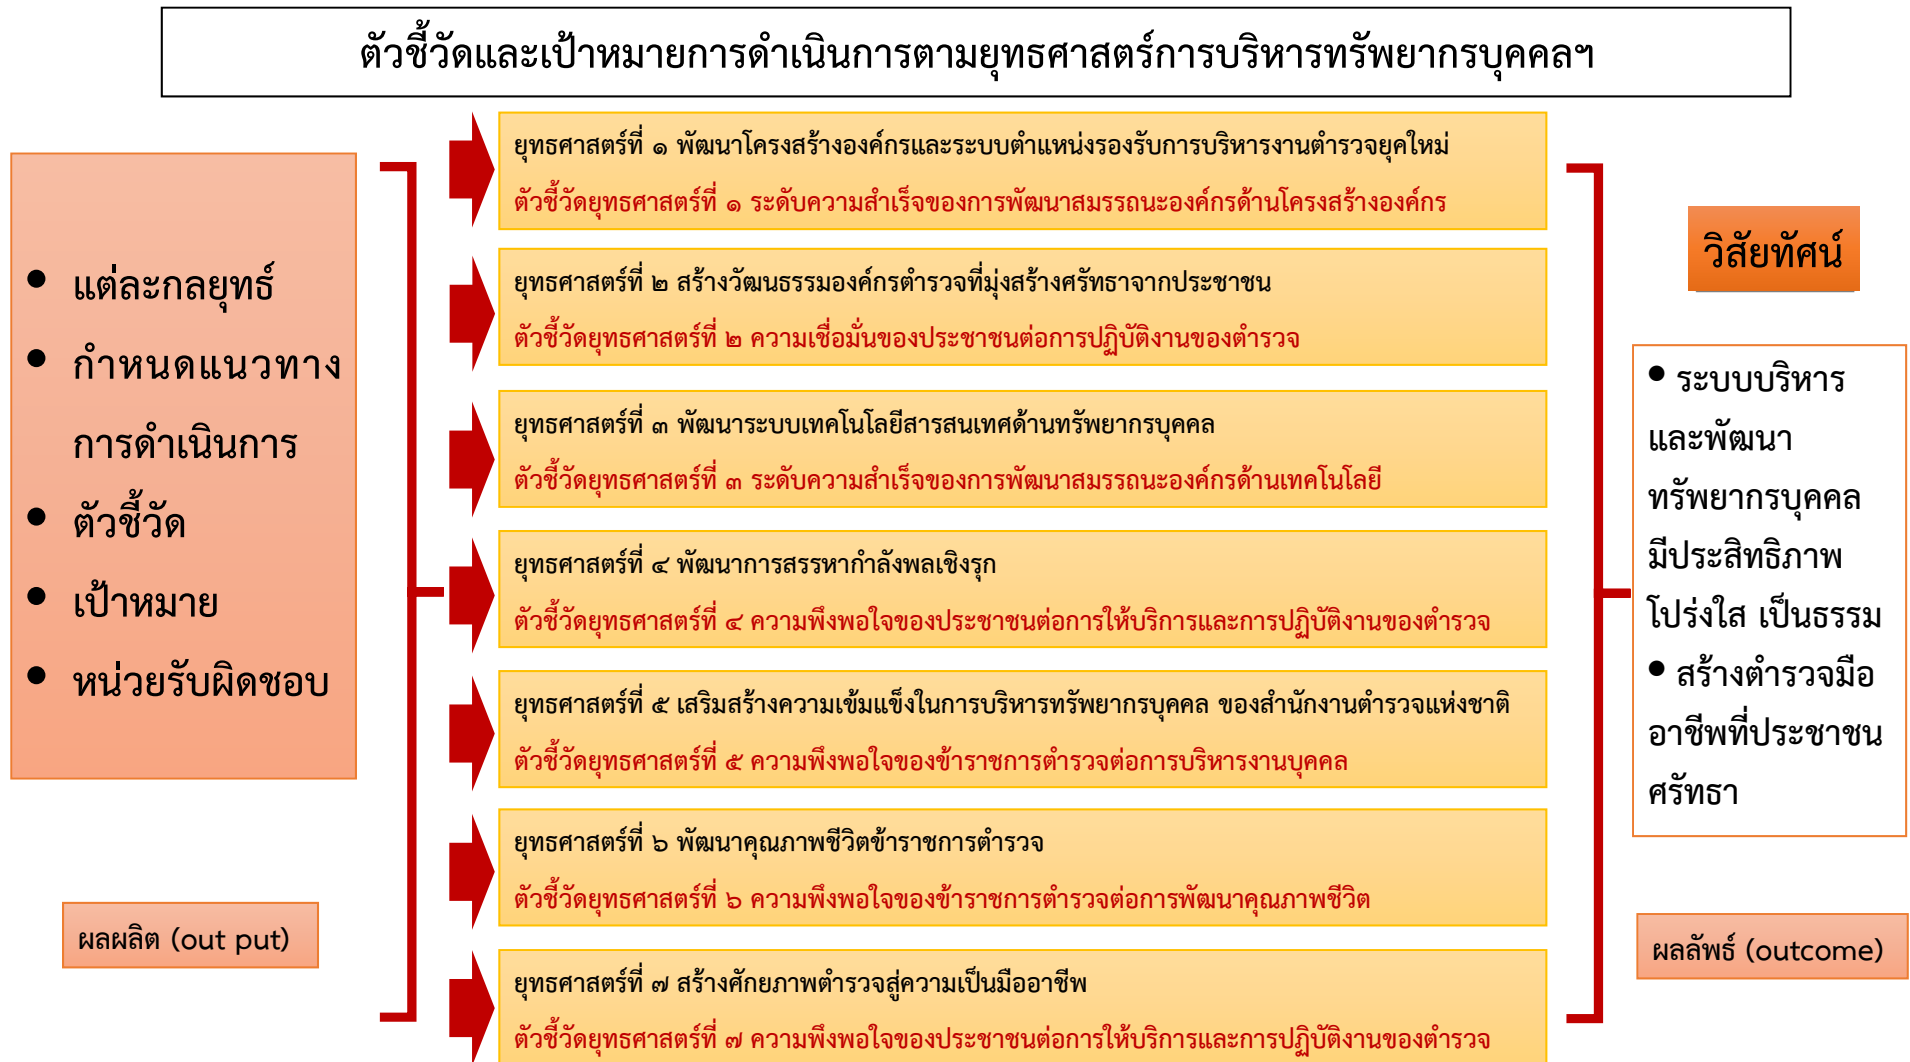 ตัวชี้วัดและเป้าหมายการดำเนินการตามยุทธศาสตร์การบริหารทรัพยากรบุคคลฯ
• แต่ละกลยุทธ์
• กำหนดแนวทาง
การดำเนินการ
• ตัวชี้วัด
• เป้าหมาย
• หน่วยรับผิดชอบ
ผลผลิต (out put)
ยุทธศาสตร์ที่ ๑ พัฒนาโครงสร้างองค์กรและระบบตำแหน่งรองรับการบริหารงานตำรวจยุคใหม่
ตัวชี้วัดยุทธศาสตร์ที่ ๑ ระดับความสำเร็จของการพัฒนาสมรรถนะองค์กรด้านโครงสร้างองค์กร
ยุทธศาสตร์ที่ ๒ สร้างวัฒนธรรมองค์กรตำรวจที่มุ่งสร้างศรัทธาจากประชาชน
ตัวชี้วัดยุทธศาสตร์ที่ ๒ ความเชื่อมั่นของประชาชนต่อการปฏิบัติงานของตำรวจ
ยุทธศาสตร์ที่ ๓ พัฒนาระบบเทคโนโลยีสารสนเทศด้านทรัพยากรบุคคล
ตัวชี้วัดยุทธศาสตร์ที่ ๓ ระดับความสำเร็จของการพัฒนาสมรรถนะองค์กรด้านเทคโนโลยี
ยุทธศาสตร์ที่ ๔ พัฒนาการสรรหากำลังพลเชิงรุก
ตัวชี้วัดยุทธศาสตร์ที่ ๔ ความพึงพอใจของประชาชนต่อการให้บริการและการปฏิบัติงานของตำรวจ
ยุทธศาสตร์ที่ ๕ เสริมสร้างความเข้มแข็งในการบริหารทรัพยากรบุคคล ของสำนักงานตำรวจแห่งชาติ
ตัวชี้วัดยุทธศาสตร์ที่ ๕ ความพึงพอใจของข้าราชการตำรวจต่อการบริหารงานบุคคล
ยุทธศาสตร์ที่ ๖ พัฒนาคุณภาพชีวิตข้าราชการตำรวจ
ตัวชี้วัดยุทธศาสตร์ที่ ๖ ความพึงพอใจของข้าราชการตำรวจต่อการพัฒนาคุณภาพชีวิต
ยุทธศาสตร์ที่ ๗ สร้างศักยภาพตำรวจสู่ความเป็นมืออาชีพ
ตัวชี้วัดยุทธศาสตร์ที่ ๗ ความพึงพอใจของประชาชนต่อการให้บริการและการปฏิบัติงานของตำรวจ
วิสัยทัศน์
• ระบบบริหาร
และพัฒนา
ทรัพยากรบุคคล
มีประสิทธิภาพ
โปร่งใส เป็นธรรม
• สร้างตำรวจมือ
อาชีพที่ประชาชน
ศรัทธา
ผลลัพธ์ (outcome)